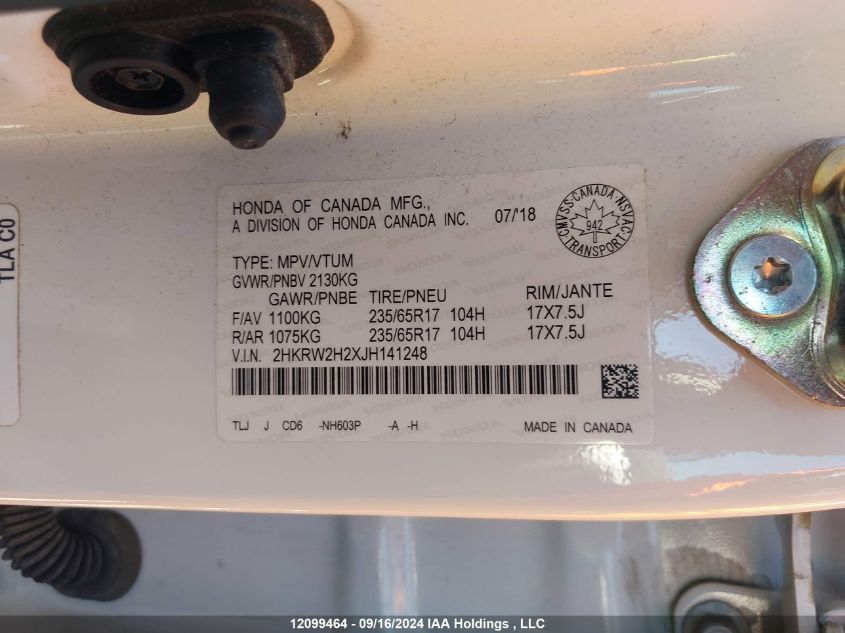 TLA C0
HONDA OF CANADA MFG.,
A DIVISION OF HONDA CANADA INC. 07/'18
CMVSS·CANADA·NSVAC
942
TRANSPORT
TYPE: MPV/VTUM
GVWR/PNBV 2130KG
GAWR/PNBE TIRE/PNEU RIM/JANTE
F/AV 1100KG 235/65R17 104H 17X7.5J
R/AR 1075KG 235/65R17 104H 17X7.5J
V.I.N. 2HKRW2H2XJH141248
TLJ J CD6 -NH603P -A -H MADE IN CANADA
12099464 - 09/16/2024 IAA Holdings , LLC